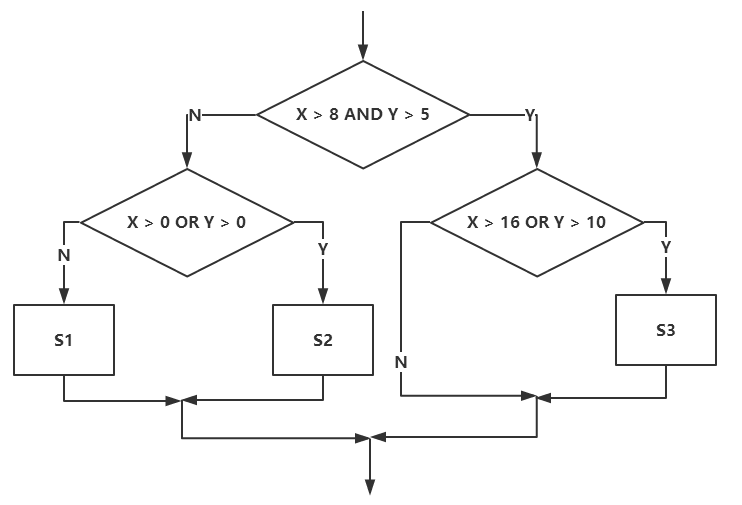 X > 8 AND Y > 5
N
Y
X > 0 OR Y > 0
X > 16 OR Y > 10
N
Y
N
Y
S1
S2
S3